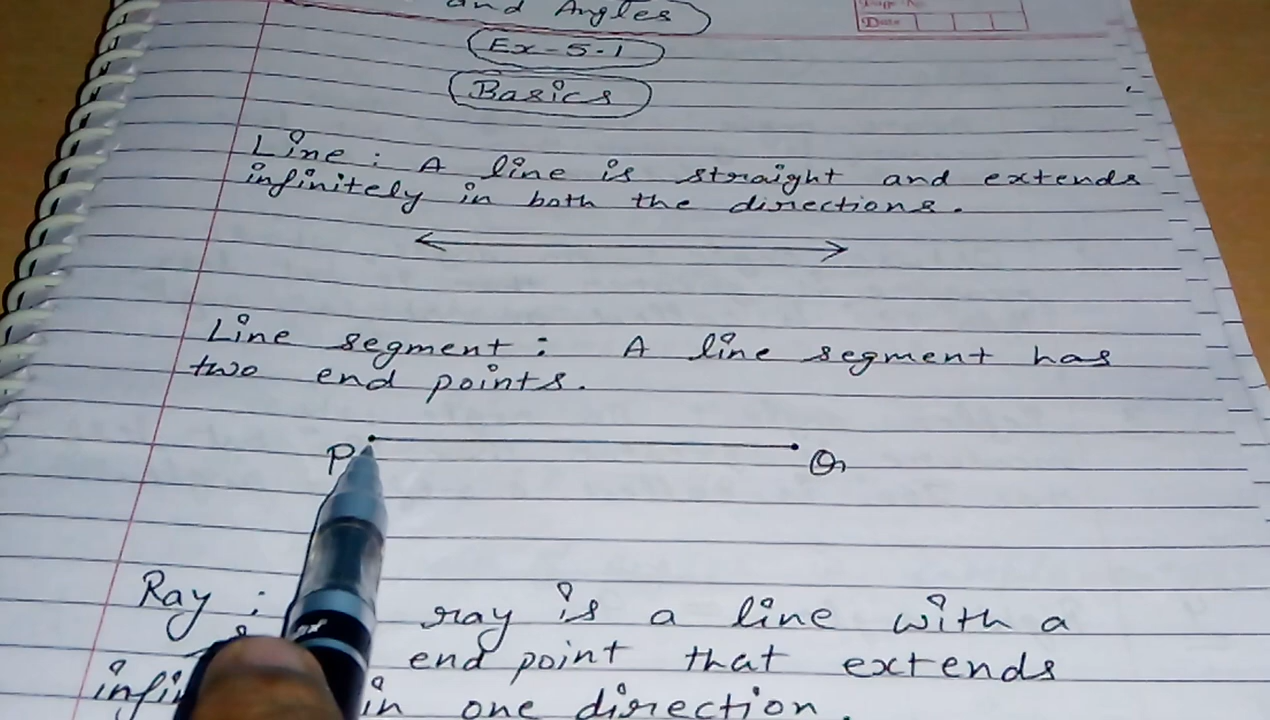 and Angles
Date
Ex-5.1
Basics
Line: A line is straight and extends
infinitely in both the directions.
Line segment: A line segment has
two end points.
P Q
Ray: ray is a line with a
end point that extends
in one direction.